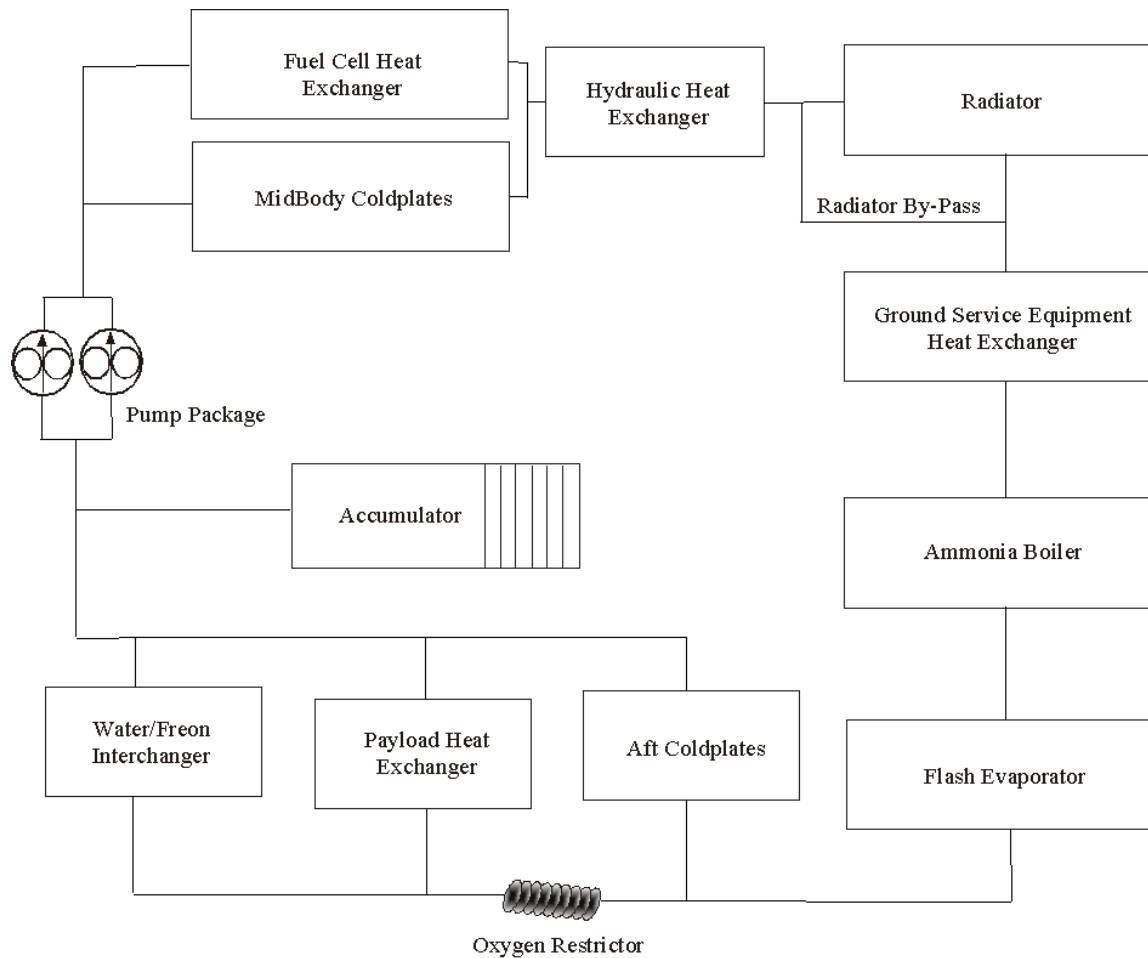 Fuel Cell Heat
Exchanger
Hydraulic Heat
Exchanger
Radiator
MidBody Coldplates
Radiator By-Pass
Ground Service Equipment
Heat Exchanger
Pump Package
Accumulator
Ammonia Boiler
Water/Freon
Interchanger
Payload Heat
Exchanger
Aft Coldplates
Flash Evaporator
Oxygen Restrictor